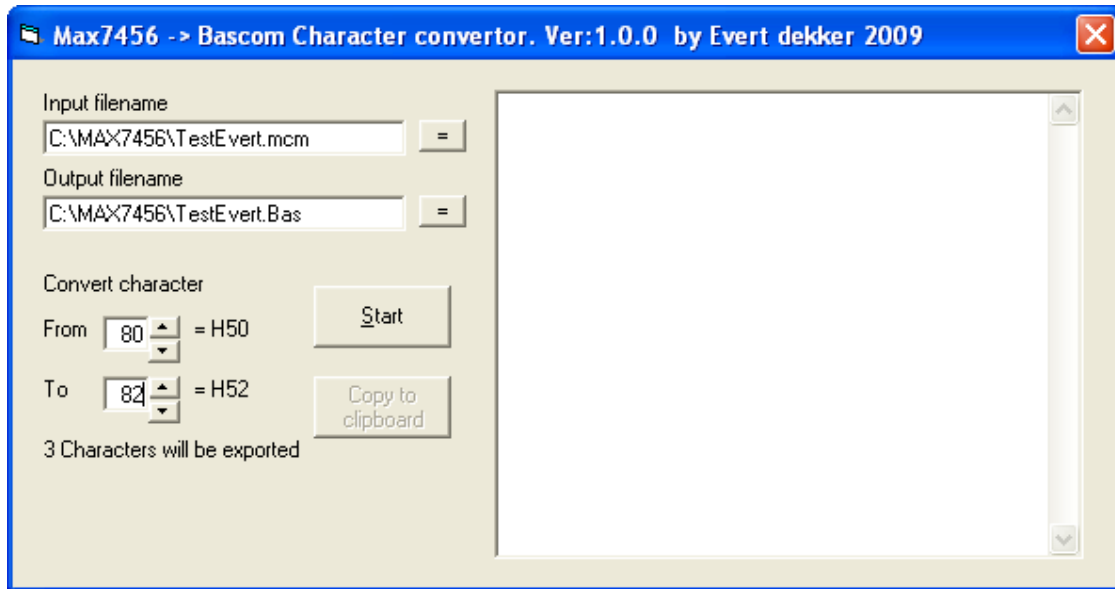 Max7456 -> Bascom Character convertor. Ver:1.0.0  by Evert dekker 2009
Input filename
C:\MAX7456\TestEvert.mcm =
Output filename
C:\MAX7456\TestEvert.Bas =
Convert character
From 80 = H50
Start
To 82 = H52
Copy to
clipboard
3 Characters will be exported